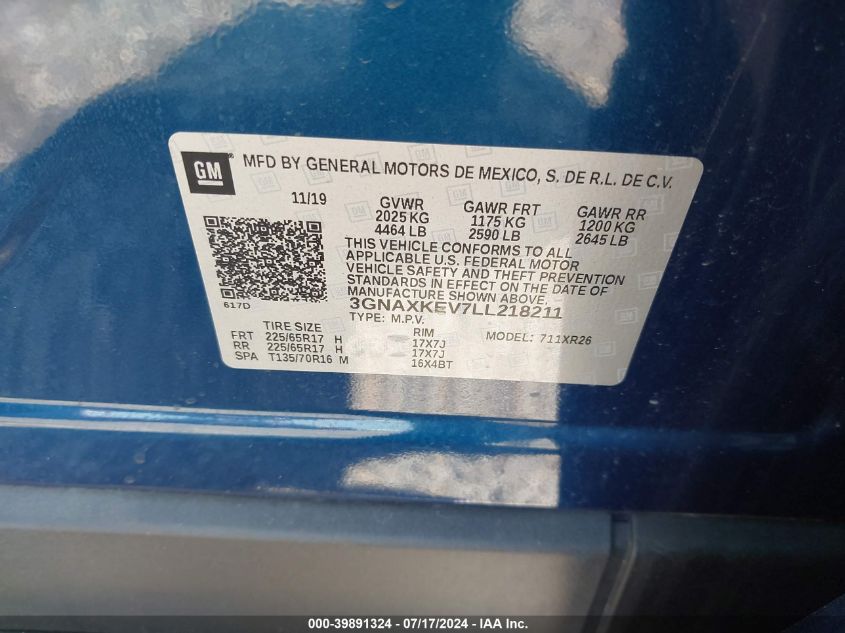 GM
MFD BY GENERAL MOTORS DE MEXICO, S. DE R.L. DE C.V.
11/19
GVWR GAWR FRT GAWR RR
2025 KG 1175 KG 1200 KG
4464 LB 2590 LB 2645 LB
THIS VEHICLE CONFORMS TO ALL
APPLICABLE U.S. FEDERAL MOTOR
VEHICLE SAFETY AND THEFT PREVENTION
STANDARDS IN EFFECT ON THE DATE OF
MANUFACTURE SHOWN ABOVE.
617D
3GNAXKEV7LL218211
TYPE: M.P.V.
MODEL: 711XR26
TIRE SIZE RIM
FRT 225/65R17 H 17X7J
RR 225/65R17 H 17X7J
SPA T135/70R16 M 16X4BT
000-39891324 / 07/17/2024 - IAA Inc.